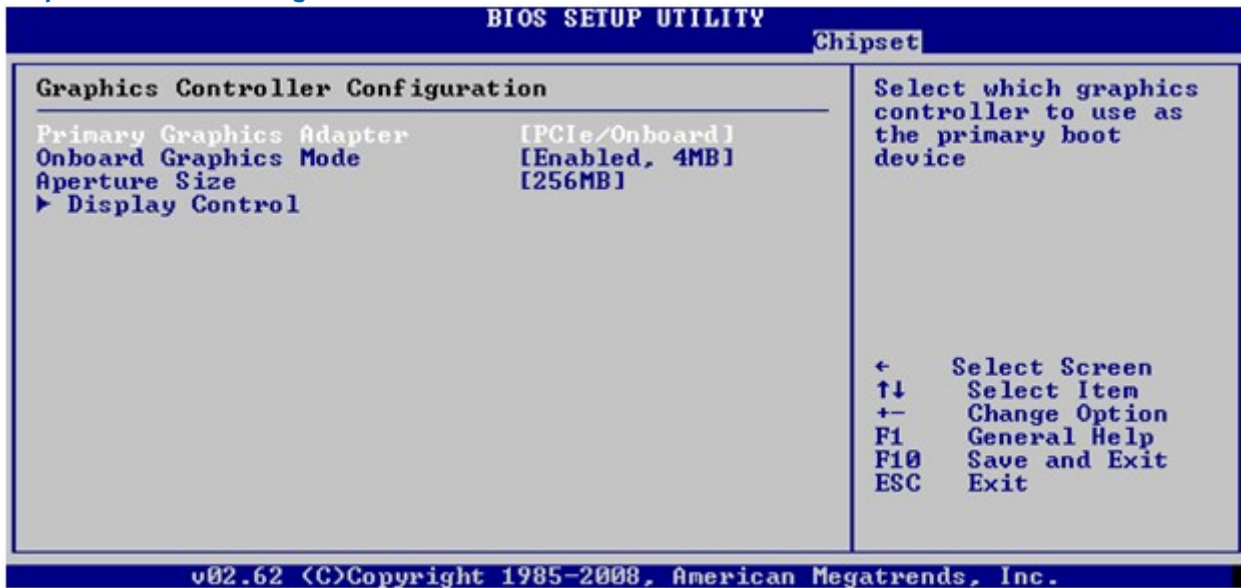 BIOS SETUP UTILITY
Chipset
Graphics Controller Configuration
Primary Graphics Adapter [PCIe/Onboard]
Onboard Graphics Mode [Enabled, 4MB]
Aperture Size [256MB]
▶ Display Control
Select which graphics
controller to use as
the primary boot
device
← Select Screen
↑↓ Select Item
+- Change Option
F1 General Help
F10 Save and Exit
ESC Exit
v02.62 (C)Copyright 1985-2008, American Megatrends, Inc.